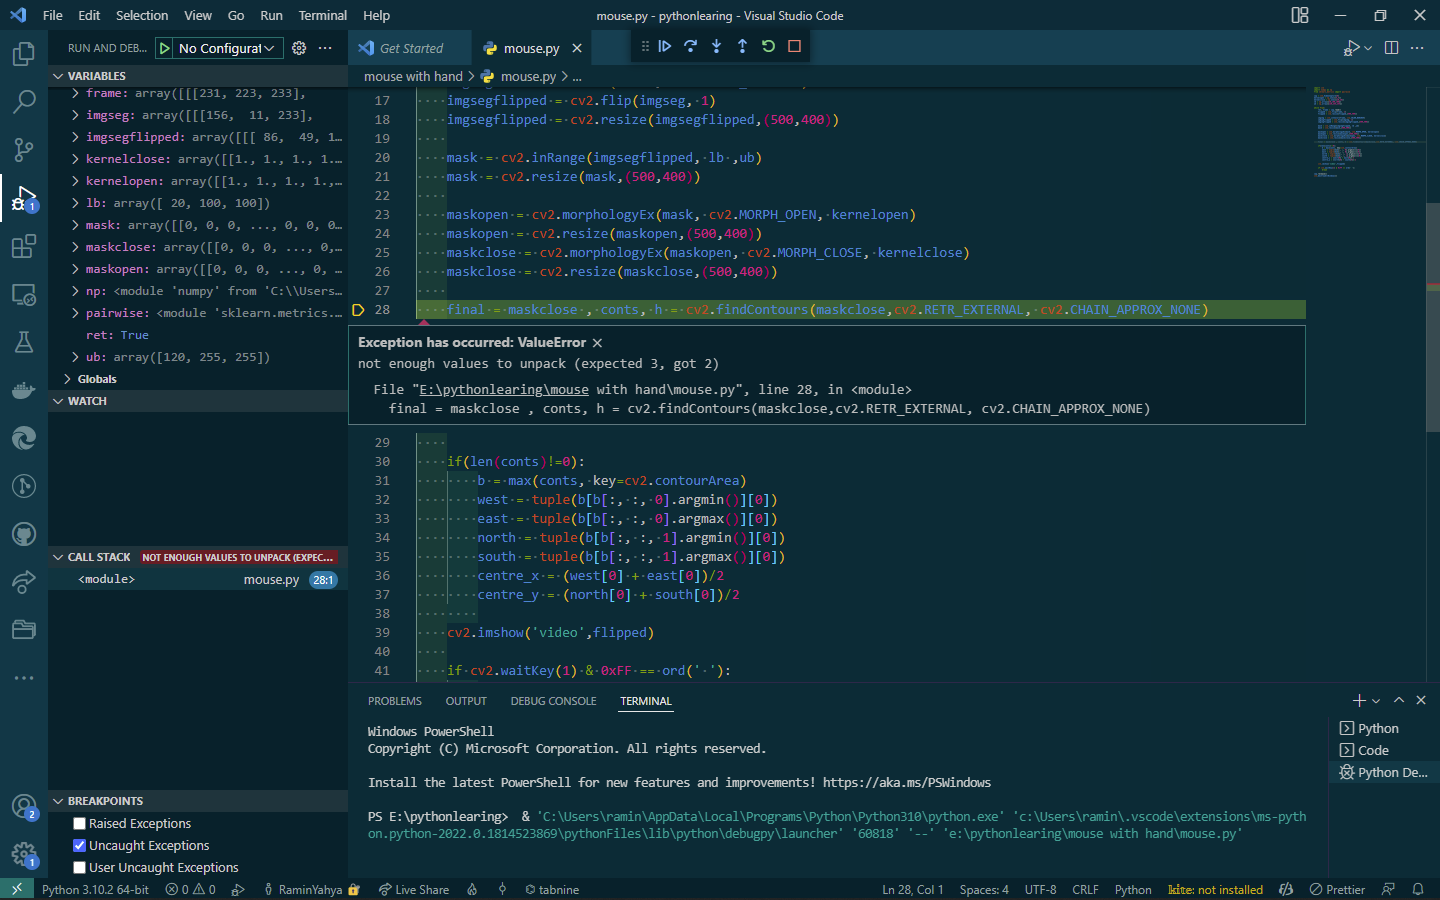 File Edit Selection View Go Run Terminal Help
mouse.py - pythonlearing - Visual Studio Code
RUN AND DEB... No Configurat
Get Started
mouse.py
VARIABLES
mouse with hand > mouse.py > ...
frame: array([[[231, 223, 233],
imgseg: array([[[156,  11, 233],
imgsegflipped: array([[[ 86,  49, 1...
kernelclose: array([[1., 1., 1., 1....
kernelopen: array([[1., 1., 1., 1.,...
lb: array([ 20, 100, 100])
mask: array([[0, 0, 0, ..., 0, 0, 0...
maskclose: array([[0, 0, 0, ..., 0,...
maskopen: array([[0, 0, 0, ..., 0, ...
np: <module 'numpy' from 'C:\\Users...
pairwise: <module 'sklearn.metrics....
ret: True
ub: array([120, 255, 255])
Globals
WATCH
CALL STACK NOT ENOUGH VALUES TO UNPACK (EXPEC...
<module> mouse.py 28:1
BREAKPOINTS
Raised Exceptions
Uncaught Exceptions
User Uncaught Exceptions
17 imgsegflipped = cv2.flip(imgseg, 1)
18 imgsegflipped = cv2.resize(imgsegflipped,(500,400))
19
20 mask = cv2.inRange(imgsegflipped, lb ,ub)
21 mask = cv2.resize(mask,(500,400))
22
23 maskopen = cv2.morphologyEx(mask, cv2.MORPH_OPEN, kernelopen)
24 maskopen = cv2.resize(maskopen,(500,400))
25 maskclose = cv2.morphologyEx(maskopen, cv2.MORPH_CLOSE, kernelclose)
26 maskclose = cv2.resize(maskclose,(500,400))
27
28 final = maskclose , conts, h = cv2.findContours(maskclose,cv2.RETR_EXTERNAL, cv2.CHAIN_APPROX_NONE)
Exception has occurred: ValueError
not enough values to unpack (expected 3, got 2)
File "E:\pythonlearing\mouse with hand\mouse.py", line 28, in <module>
final = maskclose , conts, h = cv2.findContours(maskclose,cv2.RETR_EXTERNAL, cv2.CHAIN_APPROX_NONE)
29
30 if(len(conts)!=0):
31 b = max(conts, key=cv2.contourArea)
32 west = tuple(b[b[:, :, 0].argmin()][0])
33 east = tuple(b[b[:, :, 0].argmax()][0])
34 north = tuple(b[b[:, :, 1].argmin()][0])
35 south = tuple(b[b[:, :, 1].argmax()][0])
36 centre_x = (west[0] + east[0])/2
37 centre_y = (north[0] + south[0])/2
38
39 cv2.imshow('video',flipped)
40
41 if cv2.waitKey(1) & 0xFF == ord(' '):
PROBLEMS OUTPUT DEBUG CONSOLE TERMINAL
Windows PowerShell
Copyright (C) Microsoft Corporation. All rights reserved.
Install the latest PowerShell for new features and improvements! https://aka.ms/PSWindows
PS E:\pythonlearing>  & 'C:\Users\ramin\AppData\Local\Programs\Python\Python310\python.exe' 'c:\Users\ramin\.vscode\extensions\ms-pyth
on.python-2022.0.1814523869\pythonFiles\lib\python\debugpy\launcher' '60818' '--' 'e:\pythonlearing\mouse with hand\mouse.py'
Python
Code
Python De...
1
2
1
Python 3.10.2 64-bit 0 0 RaminYahya Live Share tabnine Ln 28, Col 1 Spaces: 4 UTF-8 CRLF Python kite: not installed Prettier